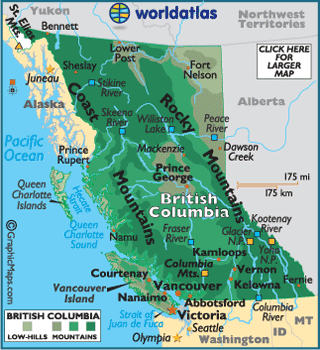 Yukon
worldatlas
Northwest
Territories
St. Elias
Mts.
Bennett
Lower
Post
CLICK HERE
FOR
LARGER
MAP
Sheslay
Fort
Nelson
Juneau
Stikine
River
Alaska
Coast
Rocky
Skeena
River
Williston
Lake
Peace
River
Alberta
Pacific
Ocean
Mackenzie
Dawson
Creek
Prince
Rupert
Mountains
175 mi
Prince
George
175 km
Queen
Charlotte
Islands
Hecate
Strait
Mountains
British
Columbia
Queen
Charlotte
Sound
Kootenay
River
Namu
Fraser
River
Glacier
N.P.
Yoho
N.P.
Kamloops
Courtenay
Columbia
Mts.
Vernon
Fernie
Vancouver
Island
Vancouver
Kelowna
Nanaimo
Abbotsford
Columbia
River
BRITISH COLUMBIA
LOW-HILLS
MOUNTAINS
Strait of
Juan de Fuca
Victoria
Seattle
ID
MT
Olympia
Washington
©GraphicMaps.com